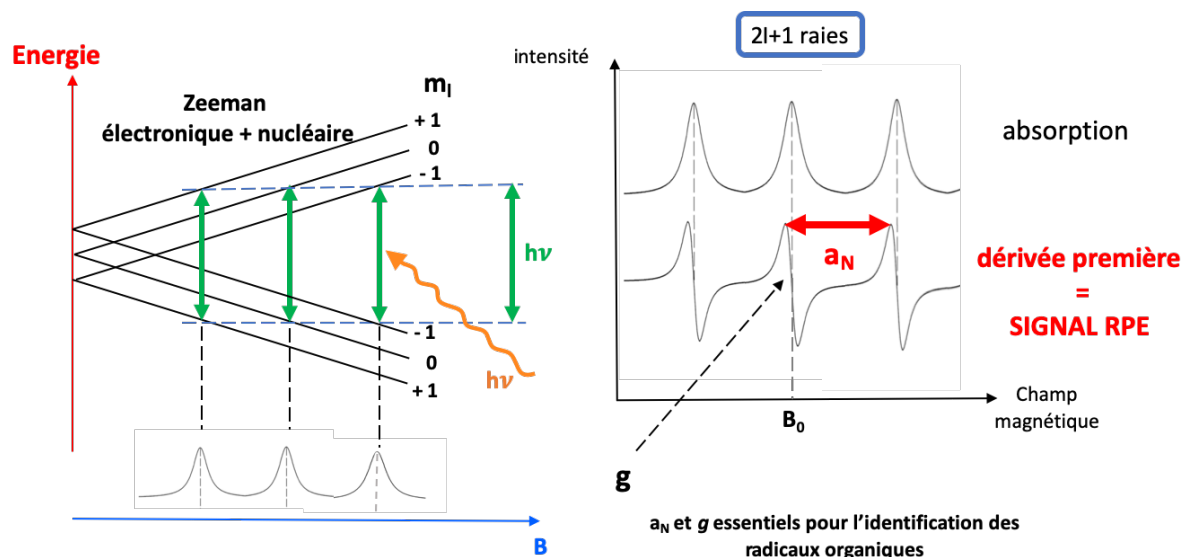 Energie
Zeeman
électronique + nucléaire
mI
+ 1
0
- 1
hν
- 1
0
+ 1
hν
B
2I+1 raies
intensité
absorption
aN
dérivée première
=
SIGNAL RPE
Champ
magnétique
B0
g
aN et g essentiels pour l’identification des
radicaux organiques